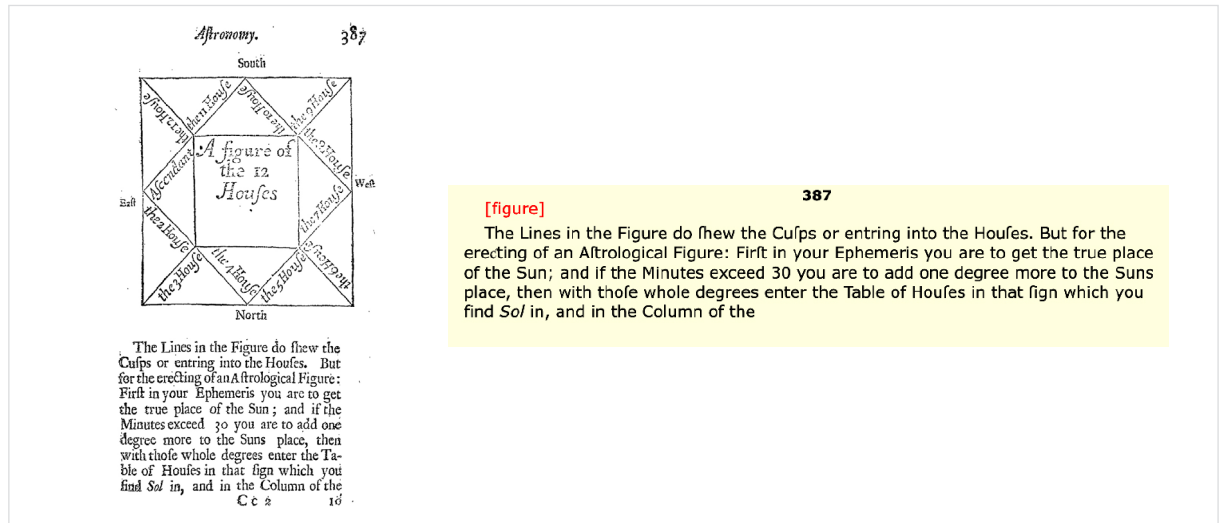 Aſtronomy. 387
South
the 12 Houſe
the 11 Houſe
the 10 Houſe
the 9 Houſe
the 8 Houſe
A figure of
the 12
Houſes
Aſcendant
East
West
the 2 Houſe
the 7 Houſe
the 3 Houſe
the 4 Houſe
the 5 Houſe
the 6 Houſe
North
The Lines in the Figure do ſhew the
Cuſps or entring into the Houſes. But
for the erecting of an Aſtrological Figure:
Firſt in your Ephemeris you are to get
the true place of the Sun; and if the
Minutes exceed 30 you are to add one
degree more to the Suns place, then
with thoſe whole degrees enter the Ta-
ble of Houſes in that ſign which you
find Sol in, and in the Column of the
C c 2 10
387
[figure]
The Lines in the Figure do ſhew the Cuſps or entring into the Houſes. But for the
erecting of an Aſtrological Figure: Firſt in your Ephemeris you are to get the true place
of the Sun; and if the Minutes exceed 30 you are to add one degree more to the Suns
place, then with thoſe whole degrees enter the Table of Houſes in that ſign which you
find Sol in, and in the Column of the